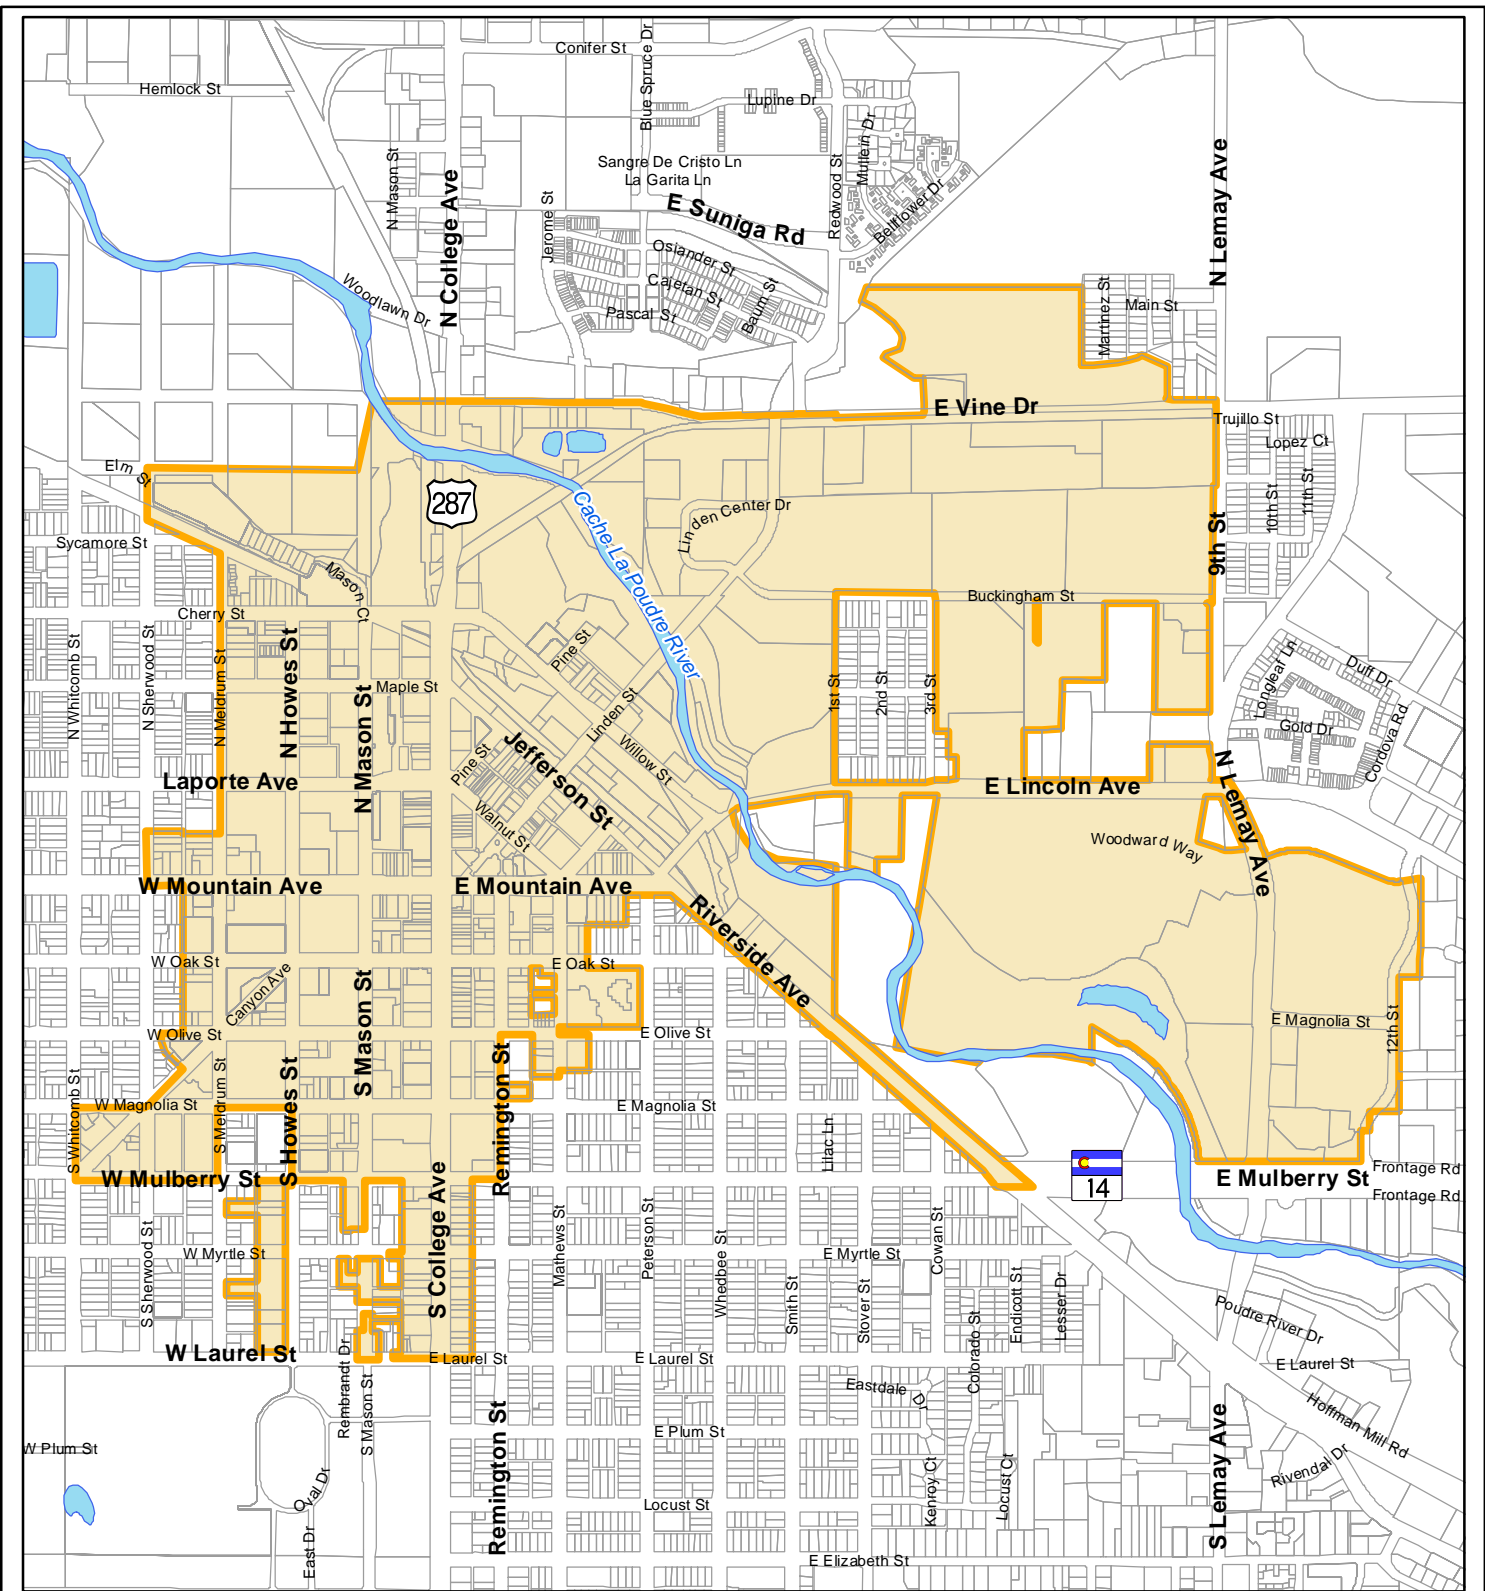 Conifer St
Blue Spruce Dr
Hemlock St
Lupine Dr
Mullein Dr
N Mason St
N College Ave
Sangre De Cristo Ln
La Garita Ln
Redwood St
Bellflower Dr
N Lemay Ave
Jerome St
E Suniga Rd
Osiander St
Cajetan St
Pascal St
Baum St
Woodlawn Dr
Martinez St
Main St
E Vine Dr
Trujillo St
Lopez Ct
Elm St
287
Cache La Poudre River
Linden Center Dr
10th St
11th St
9th St
Sycamore St
Mason Ct
Cherry St
Buckingham St
N Whitcomb St
N Sherwood St
N Meldrum St
N Howes St
N Mason St
Maple St
Pine St
Linden St
Willow St
Jefferson St
Pine St
Walnut St
1st St
2nd St
3rd St
Longleaf Ln
Duff Dr
Gold Dr
Cordova Rd
Laporte Ave
E Lincoln Ave
N Lemay Ave
Woodward Way
W Mountain Ave
E Mountain Ave
Riverside Ave
W Oak St
Canyon Ave
E Oak St
S Mason St
W Olive St
E Olive St
E Magnolia St
12th St
S Whitcomb St
W Magnolia St
S Meldrum St
S Howes St
Remington St
E Magnolia St
Lilac Ln
14
W Mulberry St
E Mulberry St
Frontage Rd
Frontage Rd
S College Ave
S Sherwood St
W Myrtle St
Mathews St
Peterson St
Whedbee St
Smith St
E Myrtle St
Stover St
Cowan St
Colorado St
Endicott St
Lesser Dr
Poudre River Dr
W Laurel St
Rembrandt Dr
S Mason St
E Laurel St
E Laurel St
E Laurel St
Eastdale Dr
Hoffman Mill Rd
W Plum St
Remington St
E Plum St
S Lemay Ave
Rivendal Dr
Oval Dr
East Dr
Locust St
Kenroy Ct
Locust Ct
E Elizabeth St